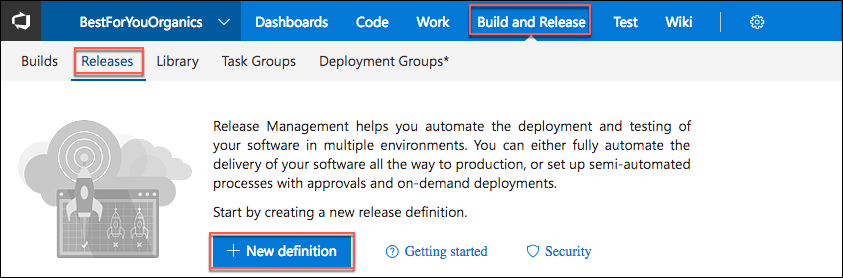 BestForYouOrganics Dashboards Code Work Build and Release Test Wiki
Builds Releases Library Task Groups Deployment Groups*
Release Management helps you automate the deployment and testing of
your software in multiple environments. You can either fully automate the
delivery of your software all the way to production, or set up semi-automated
processes with approvals and on-demand deployments.
Start by creating a new release definition.
+ New definition Getting started Security